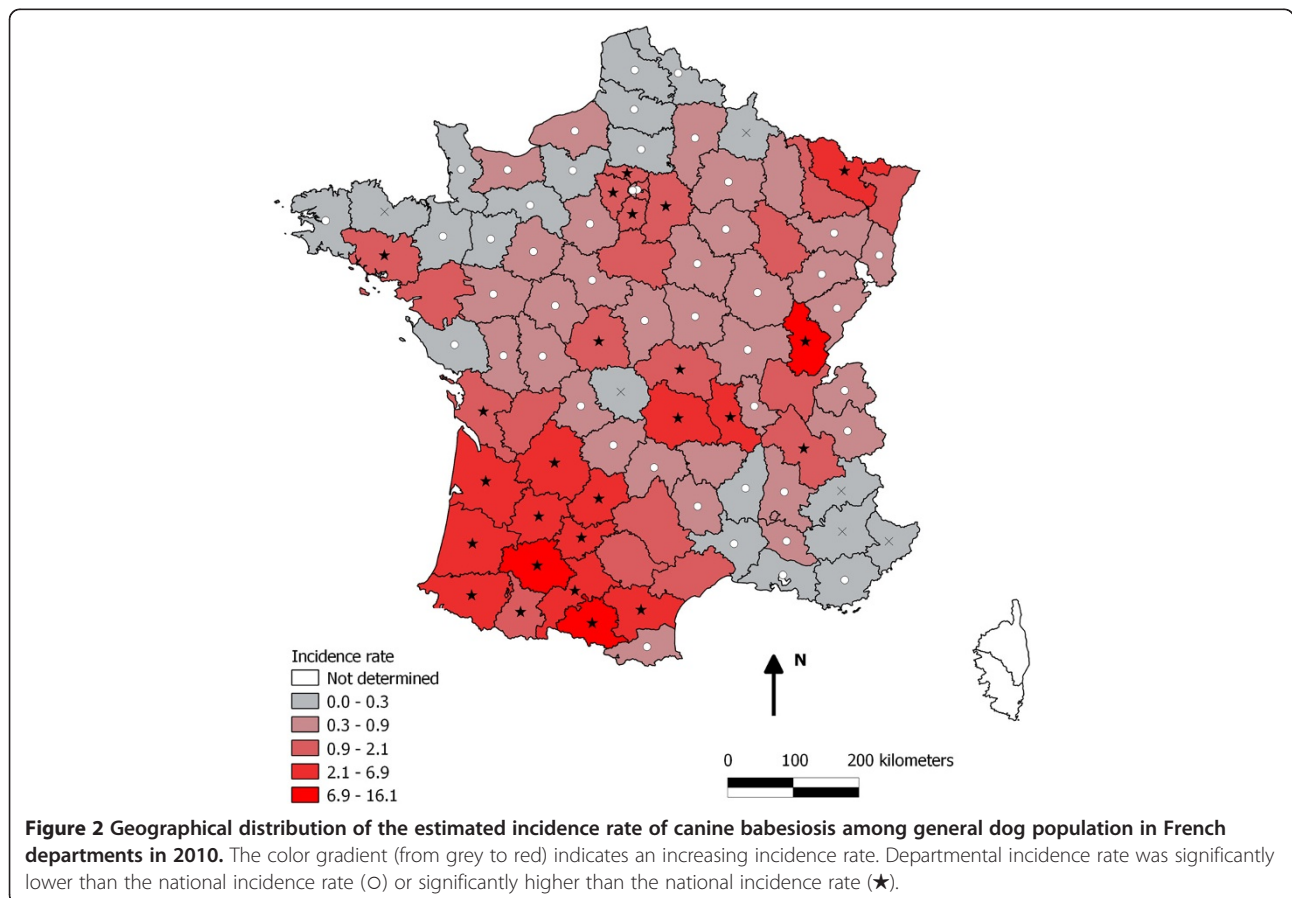 N
Incidence rate
Not determined
0.0 - 0.3
0.3 - 0.9
0.9 - 2.1
2.1 - 6.9
6.9 - 16.1
0 100 200 kilometers
Figure 2 Geographical distribution of the estimated incidence rate of canine babesiosis among general dog population in French
departments in 2010. The color gradient (from grey to red) indicates an increasing incidence rate. Departmental incidence rate was significantly
lower than the national incidence rate (○) or significantly higher than the national incidence rate (★).